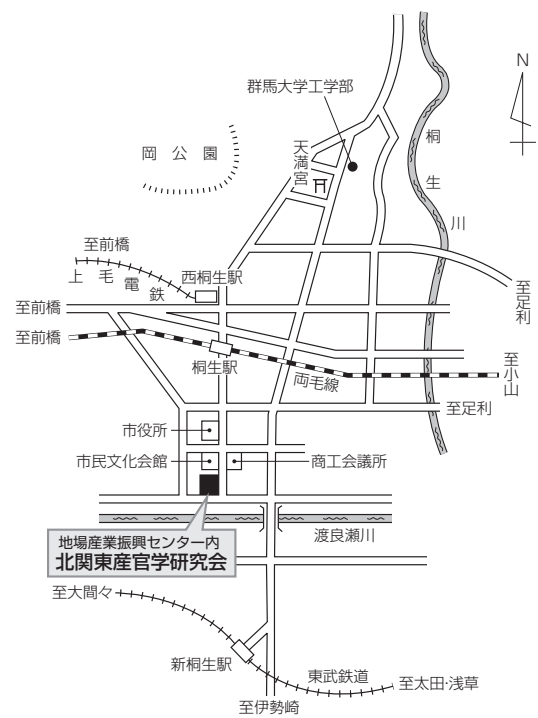 N
群馬大学工学部
桐生川
天満宮
岡公園
至前橋
上毛電鉄
西桐生駅
至足利
至前橋
至前橋
桐生駅
両毛線
至小山
至足利
市役所
市民文化会館
商工会議所
渡良瀬川
地場産業振興センター内
北関東産官学研究会
至大間々
新桐生駅
東武鉄道
至太田・浅草
至伊勢崎